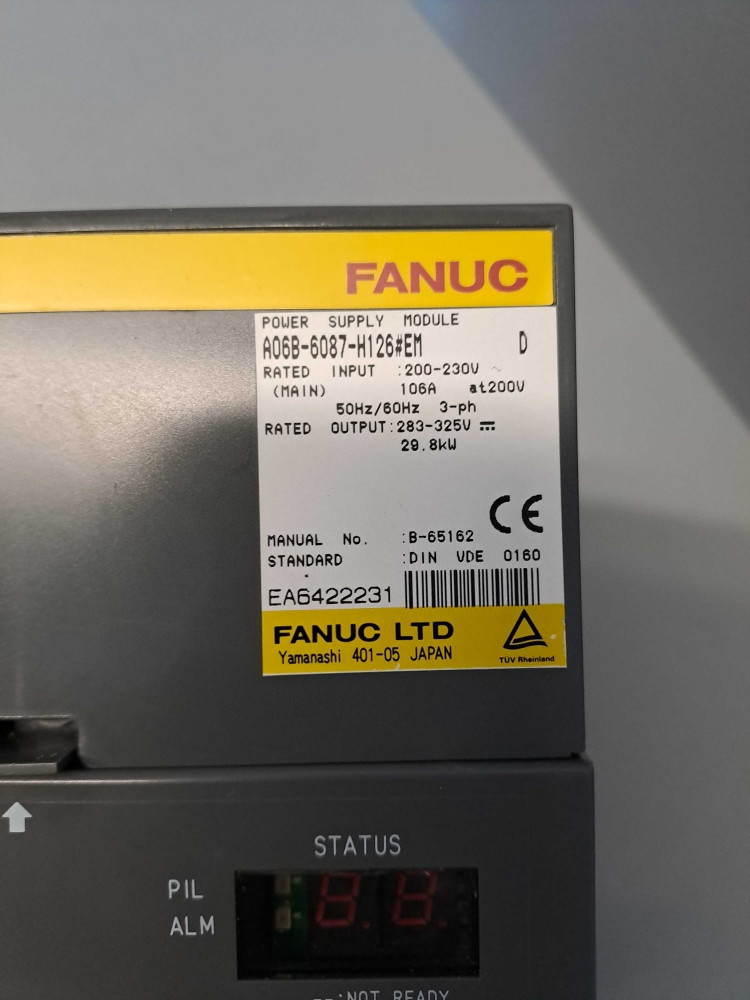 FANUC
POWER SUPPLY MODULE
A06B-6087-H126#EM D
RATED INPUT :200-230V ~
(MAIN) 106A at200V
50Hz/60Hz 3-ph
RATED OUTPUT:283-325V ⎓
29.8kW
CE
MANUAL No. :B-65162
STANDARD :DIN VDE 0160
EA6422231
FANUC LTD
Yamanashi 401-05 JAPAN
TÜV Rheinland
STATUS
PIL
ALM
8.8.
--:NOT READY